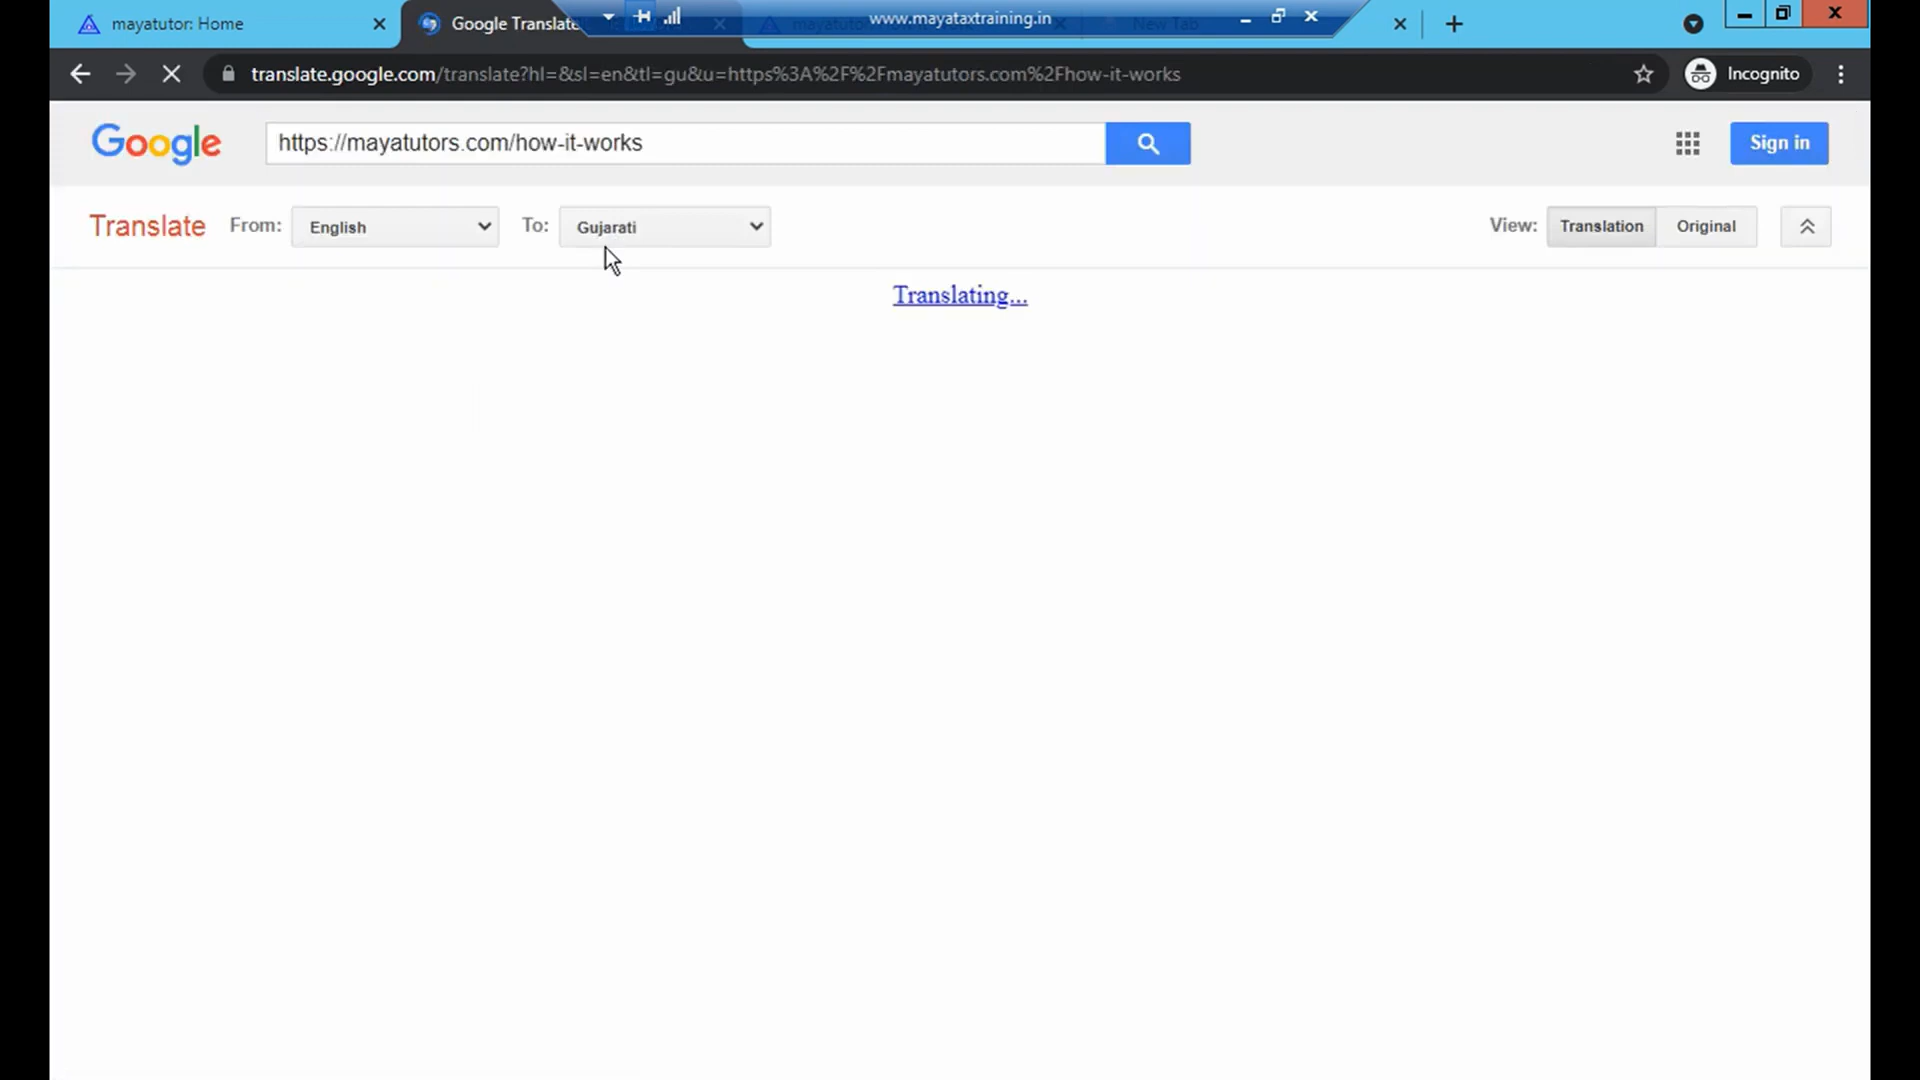 mayatutor: Home
Google Translate
www.mayataxtraining.in
New Tab
translate.google.com/translate?hl=&sl=en&tl=gu&u=https%3A%2F%2Fmayatutors.com%2Fhow-it-works
Incognito
Google
https://mayatutors.com/how-it-works
Sign in
Translate From: English To: Gujarati View: Translation Original
Translating...